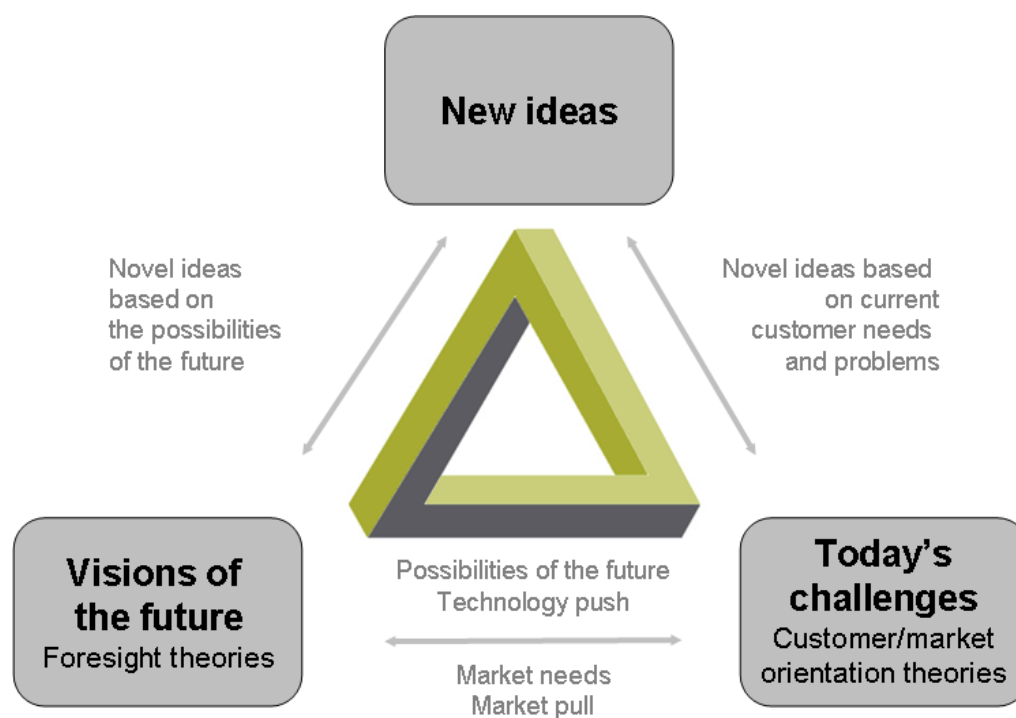 New ideas
Novel ideas
based on
the possibilities
of the future
Novel ideas based
on current
customer needs
and problems
Visions of
the future
Foresight theories
Possibilities of the future
Technology push
Market needs
Market pull
Today's
challenges
Customer/market
orientation theories